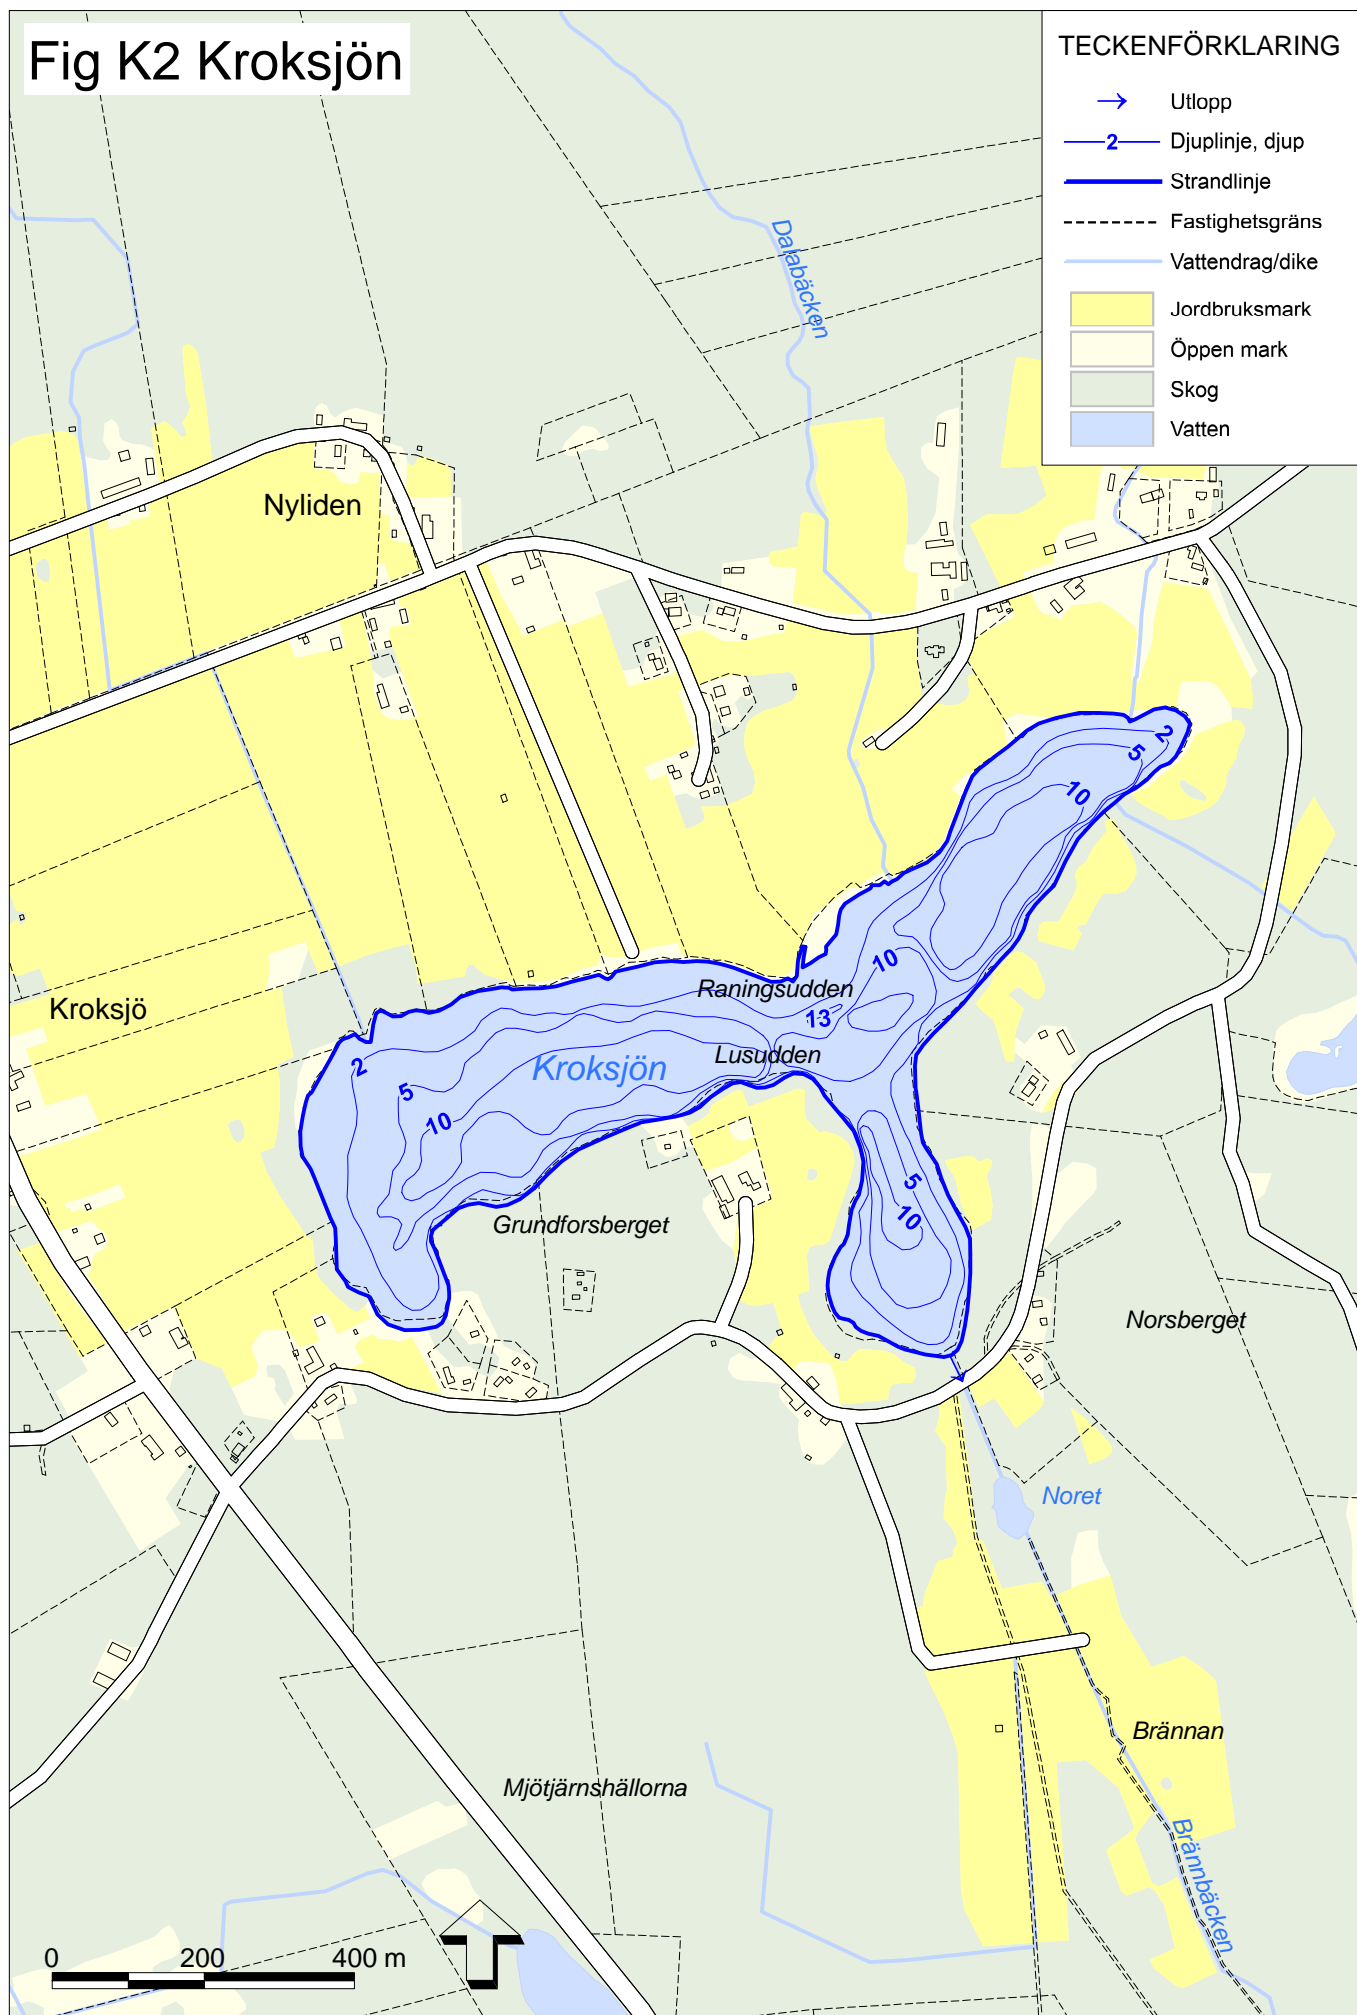 Fig K2 Kroksjön
TECKENFÖRKLARING
Utlopp
2 Djuplinje, djup
Strandlinje
Fastighetsgräns
Vattendrag/dike
Jordbruksmark
Öppen mark
Skog
Vatten
Dalabäcken
Nyliden
2
5
10
10
Raningsudden
13
Kroksjö
Lusudden
Kroksjön
2
5
10
5
10
Grundforsberget
Norsberget
Noret
Brännan
Mjötjärnshällorna
Brännbäcken
0 200 400 m